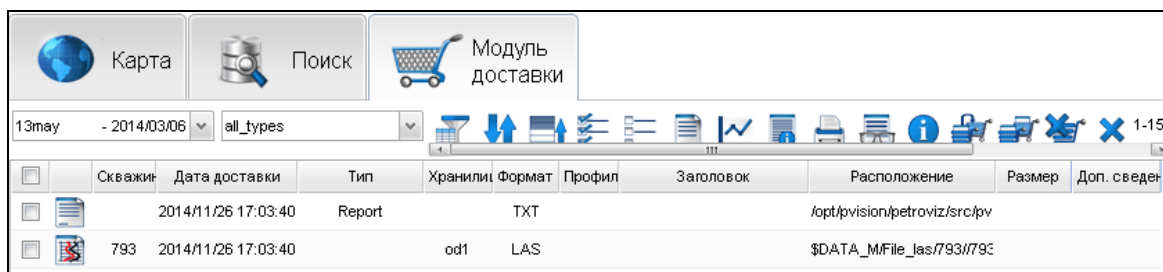 Карта
Поиск
Модуль
доставки
13may - 2014/03/06 all_types 1-15
Скважин Дата доставки Тип Хранилищ Формат Профил Заголовок Расположение Размер Доп. сведен
2014/11/26 17:03:40 Report TXT /opt/pvision/petroviz/src/pv
793 2014/11/26 17:03:40 od1 LAS $DATA_M/File_las/793//793